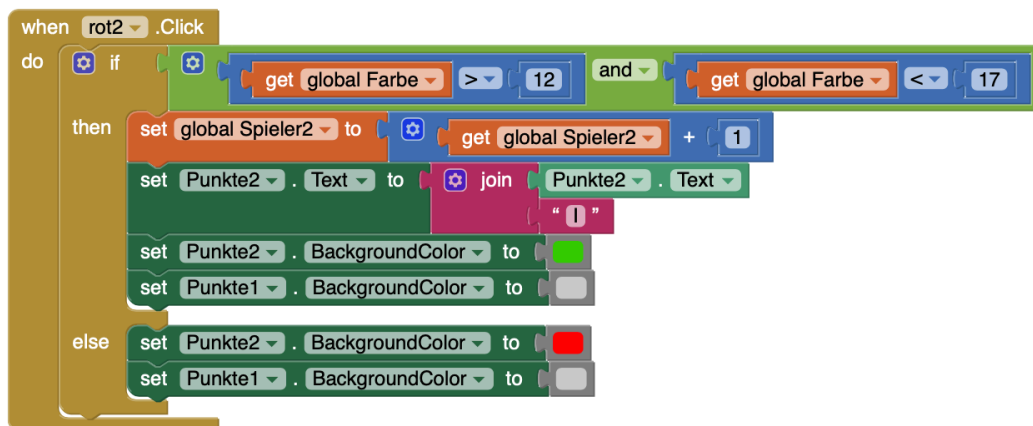 when rot2 .Click
do if get global Farbe > 12 and get global Farbe < 17
then set global Spieler2 to get global Spieler2 + 1
set Punkte2 . Text to join Punkte2 . Text
“ I ”
set Punkte2 . BackgroundColor to
set Punkte1 . BackgroundColor to
else set Punkte2 . BackgroundColor to
set Punkte1 . BackgroundColor to